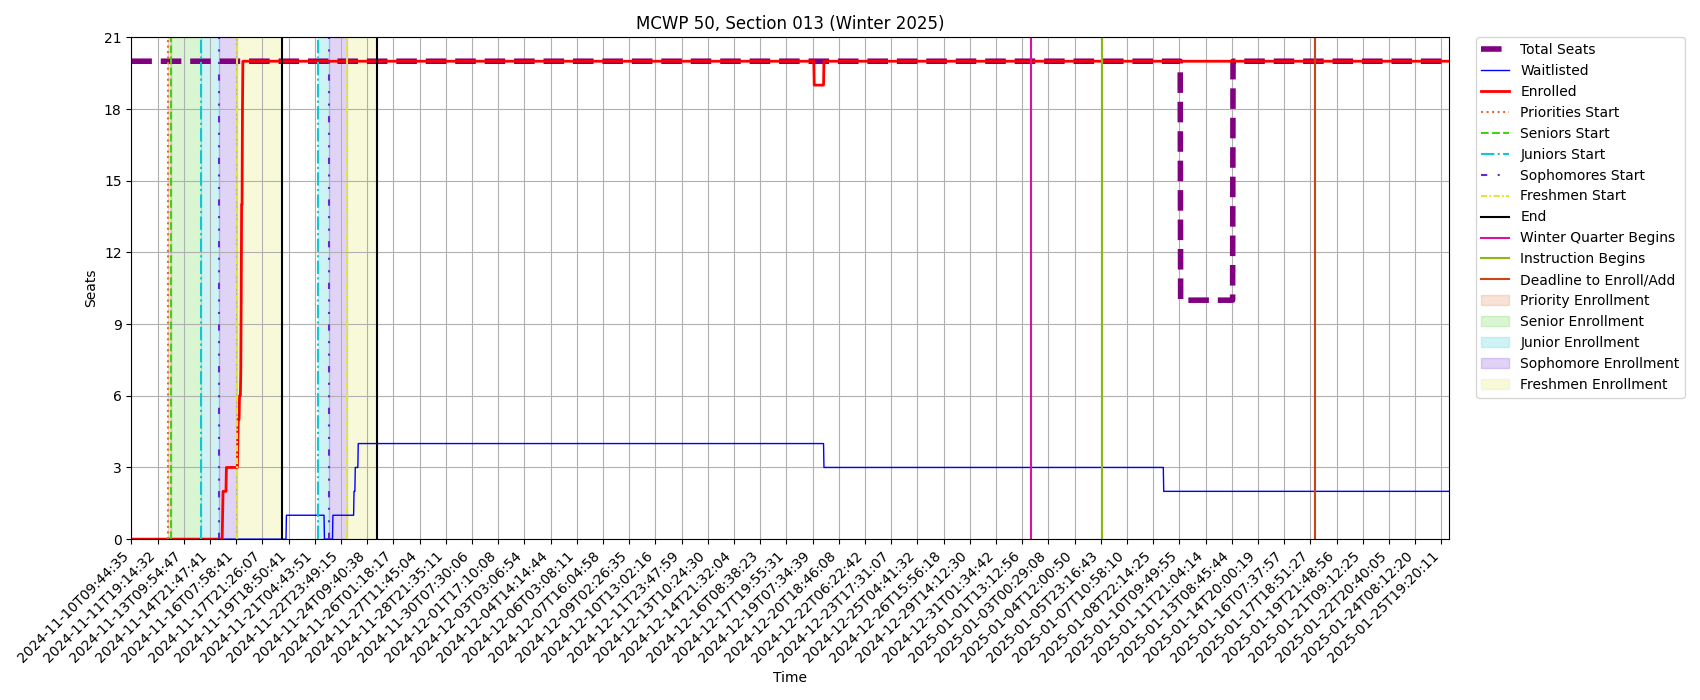 MCWP 50, Section 013 (Winter 2025)
21
18
15
12
9
6
3
0
Seats
2024-11-10T09:44:35
2024-11-11T19:14:32
2024-11-13T09:54:47
2024-11-14T21:47:41
2024-11-16T07:58:41
2024-11-17T21:26:07
2024-11-19T18:50:41
2024-11-21T04:43:51
2024-11-22T23:49:15
2024-11-24T09:40:38
2024-11-26T01:18:17
2024-11-27T11:45:04
2024-11-28T21:35:11
2024-11-30T07:30:06
2024-12-01T17:10:08
2024-12-03T03:06:54
2024-12-04T14:14:44
2024-12-06T03:08:11
2024-12-07T16:04:58
2024-12-09T02:26:35
2024-12-10T13:02:16
2024-12-11T23:47:59
2024-12-13T10:24:30
2024-12-14T21:32:04
2024-12-16T08:38:23
2024-12-17T19:55:31
2024-12-19T07:34:39
2024-12-20T18:46:08
2024-12-22T06:22:42
2024-12-23T17:31:07
2024-12-25T04:41:32
2024-12-26T15:56:18
2024-12-29T14:12:30
2024-12-31T01:34:42
2025-01-01T13:12:56
2025-01-03T00:29:08
2025-01-04T12:00:50
2025-01-05T23:16:43
2025-01-07T10:58:10
2025-01-08T22:14:25
2025-01-10T09:49:55
2025-01-11T21:04:14
2025-01-13T08:45:44
2025-01-14T20:00:19
2025-01-16T07:37:57
2025-01-17T18:51:27
2025-01-19T21:48:56
2025-01-21T09:12:25
2025-01-22T20:40:05
2025-01-24T08:12:20
2025-01-25T19:20:11
Time
Total Seats
Waitlisted
Enrolled
Priorities Start
Seniors Start
Juniors Start
Sophomores Start
Freshmen Start
End
Winter Quarter Begins
Instruction Begins
Deadline to Enroll/Add
Priority Enrollment
Senior Enrollment
Junior Enrollment
Sophomore Enrollment
Freshmen Enrollment